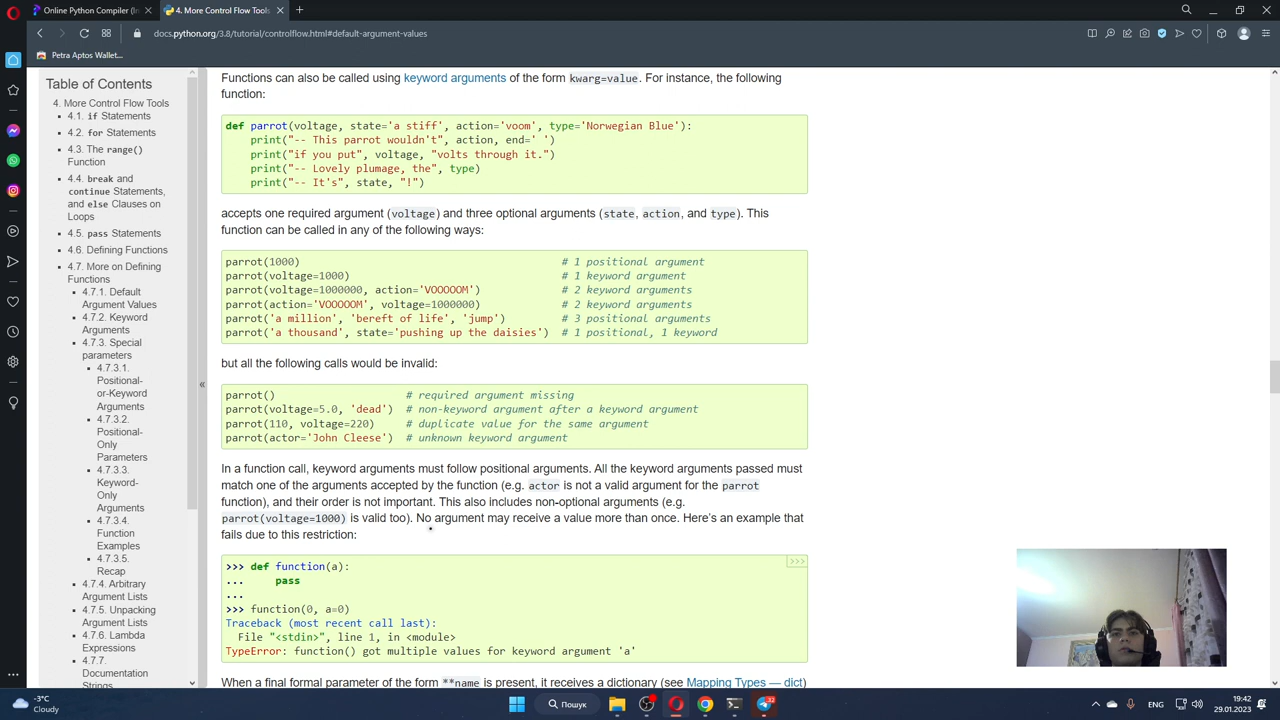 Online Python Compiler (In
4. More Control Flow Tools
docs.python.org/3.8/tutorial/controlflow.html#default-argument-values
Petra Aptos Wallet...
Table of Contents
4. More Control Flow Tools
4.1. if Statements
4.2. for Statements
4.3. The range()
Function
4.4. break and
continue Statements,
and else Clauses on
Loops
4.5. pass Statements
4.6. Defining Functions
4.7. More on Defining
Functions
4.7.1. Default
Argument Values
4.7.2. Keyword
Arguments
4.7.3. Special
parameters
4.7.3.1.
Positional-
or-Keyword
Arguments
4.7.3.2.
Positional-
Only
Parameters
4.7.3.3.
Keyword-
Only
Arguments
4.7.3.4.
Function
Examples
4.7.3.5.
Recap
4.7.4. Arbitrary
Argument Lists
4.7.5. Unpacking
Argument Lists
4.7.6. Lambda
Expressions
4.7.7.
Documentation
Strings
«
Functions can also be called using keyword arguments of the form kwarg=value. For instance, the following
function:
def parrot(voltage, state='a stiff', action='voom', type='Norwegian Blue'):
print("-- This parrot wouldn't", action, end=' ')
print("if you put", voltage, "volts through it.")
print("-- Lovely plumage, the", type)
print("-- It's", state, "!")
accepts one required argument (voltage) and three optional arguments (state, action, and type). This
function can be called in any of the following ways:
parrot(1000) # 1 positional argument
parrot(voltage=1000) # 1 keyword argument
parrot(voltage=1000000, action='VOOOOOM') # 2 keyword arguments
parrot(action='VOOOOOM', voltage=1000000) # 2 keyword arguments
parrot('a million', 'bereft of life', 'jump') # 3 positional arguments
parrot('a thousand', state='pushing up the daisies') # 1 positional, 1 keyword
but all the following calls would be invalid:
parrot() # required argument missing
parrot(voltage=5.0, 'dead') # non-keyword argument after a keyword argument
parrot(110, voltage=220) # duplicate value for the same argument
parrot(actor='John Cleese') # unknown keyword argument
In a function call, keyword arguments must follow positional arguments. All the keyword arguments passed must
match one of the arguments accepted by the function (e.g. actor is not a valid argument for the parrot
function), and their order is not important. This also includes non-optional arguments (e.g.
parrot(voltage=1000) is valid too). No argument may receive a value more than once. Here's an example that
fails due to this restriction:
>>>
>>> def function(a):
... pass
...
>>> function(0, a=0)
Traceback (most recent call last):
File "<stdin>", line 1, in <module>
TypeError: function() got multiple values for keyword argument 'a'
When a final formal parameter of the form **name is present, it receives a dictionary (see Mapping Types — dict)
-3°C
Cloudy
Пошук
ENG
19:42
29.01.2023